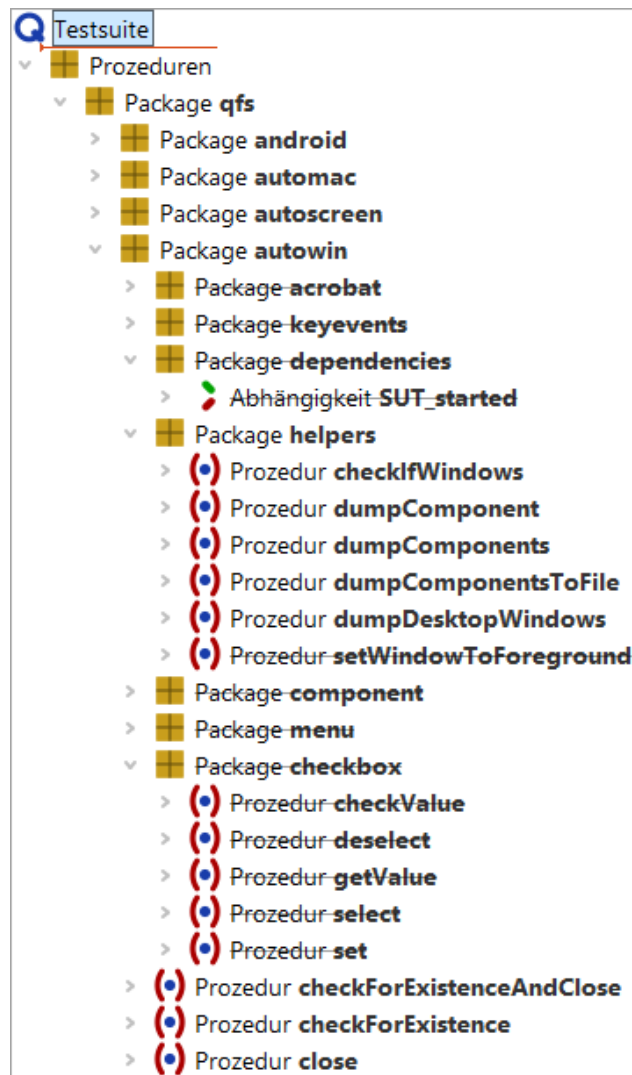 Testsuite
Prozeduren
Package qfs
Package android
Package automac
Package autoscreen
Package autowin
Package acrobat
Package keyevents
Package dependencies
Abhängigkeit SUT_started
Package helpers
Prozedur checkIfWindows
Prozedur dumpComponent
Prozedur dumpComponents
Prozedur dumpComponentsToFile
Prozedur dumpDesktopWindows
Prozedur setWindowToForeground
Package component
Package menu
Package checkbox
Prozedur checkValue
Prozedur deselect
Prozedur getValue
Prozedur select
Prozedur set
Prozedur checkForExistenceAndClose
Prozedur checkForExistence
Prozedur close